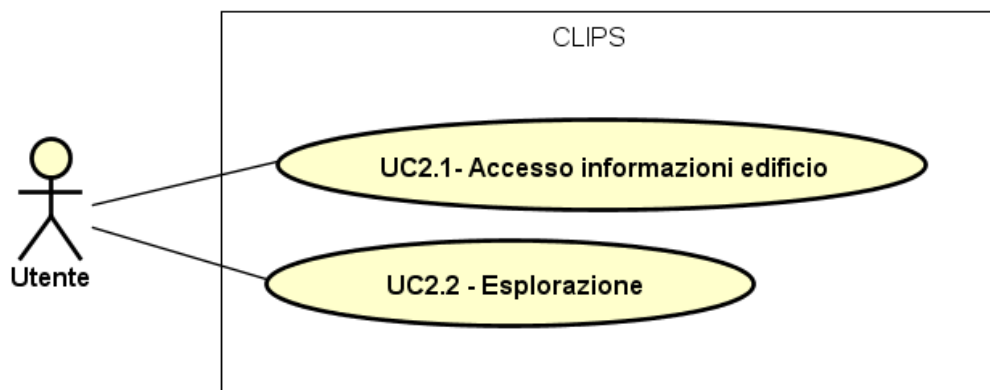 CLIPS
UC2.1- Accesso informazioni edificio
Utente
UC2.2 - Esplorazione